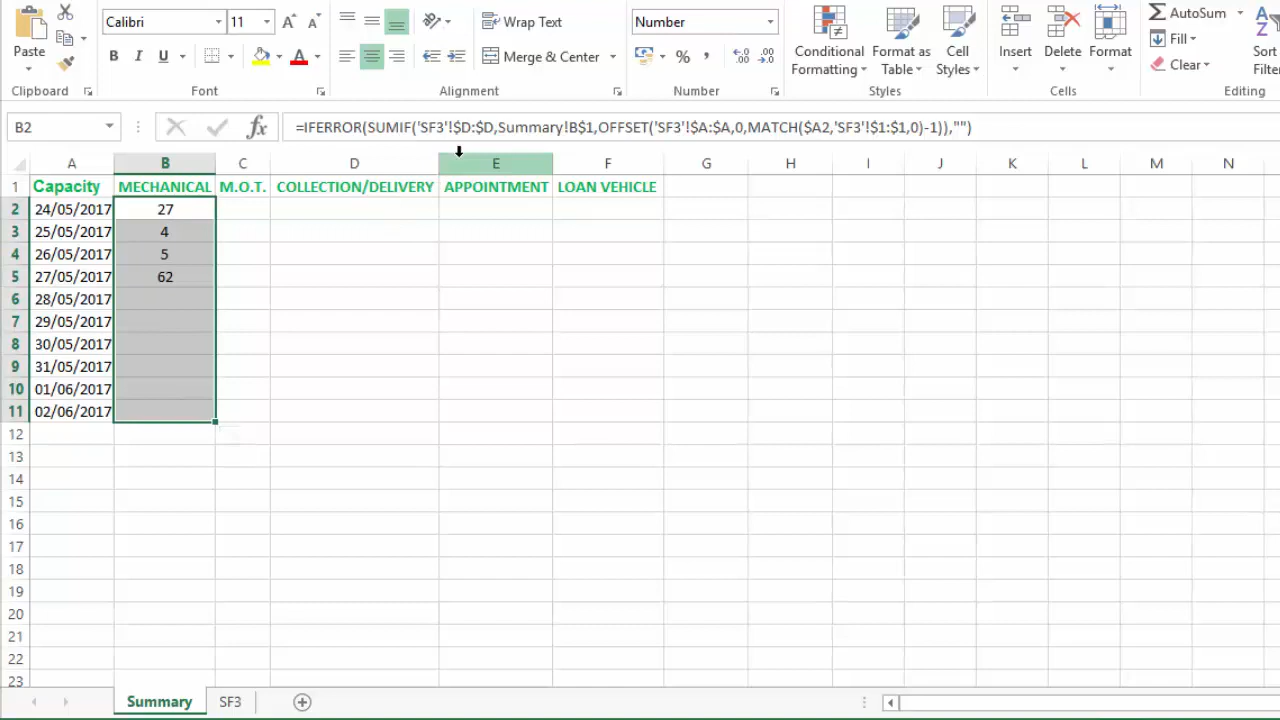 Calibri 11 Wrap Text Number AutoSum
Paste B I U Merge & Center % , Conditional Formatting Format as Table Cell Styles Insert Delete Format Fill Sort
Clear Filter
Clipboard Font Alignment Number Styles Cells Editing
B2 fx =IFERROR(SUMIF('SF3'!$D:$D,Summary!B$1,OFFSET('SF3'!$A:$A,0,MATCH($A2,'SF3'!$1:$1,0)-1)),"")
A B C D E F G H I J K L M N
1 Capacity MECHANICAL M.O.T. COLLECTION/DELIVERY APPOINTMENT LOAN VEHICLE
2 24/05/2017 27
3 25/05/2017 4
4 26/05/2017 5
5 27/05/2017 62
6 28/05/2017
7 29/05/2017
8 30/05/2017
9 31/05/2017
10 01/06/2017
11 02/06/2017
12
13
14
15
16
17
18
19
20
21
22
23
Summary SF3